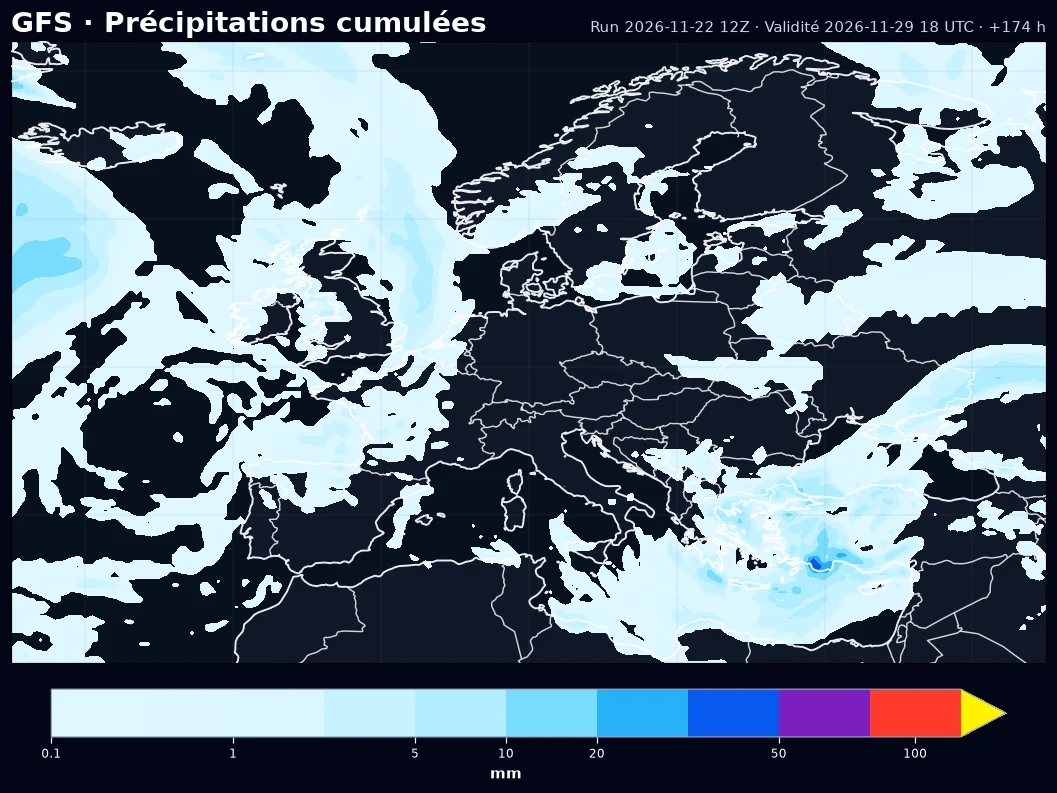 GFS · Précipitations cumulées
Run 2026-11-22 12Z · Validité 2026-11-29 18 UTC · +174 h
0.1 1 5 10 20 50 100
mm